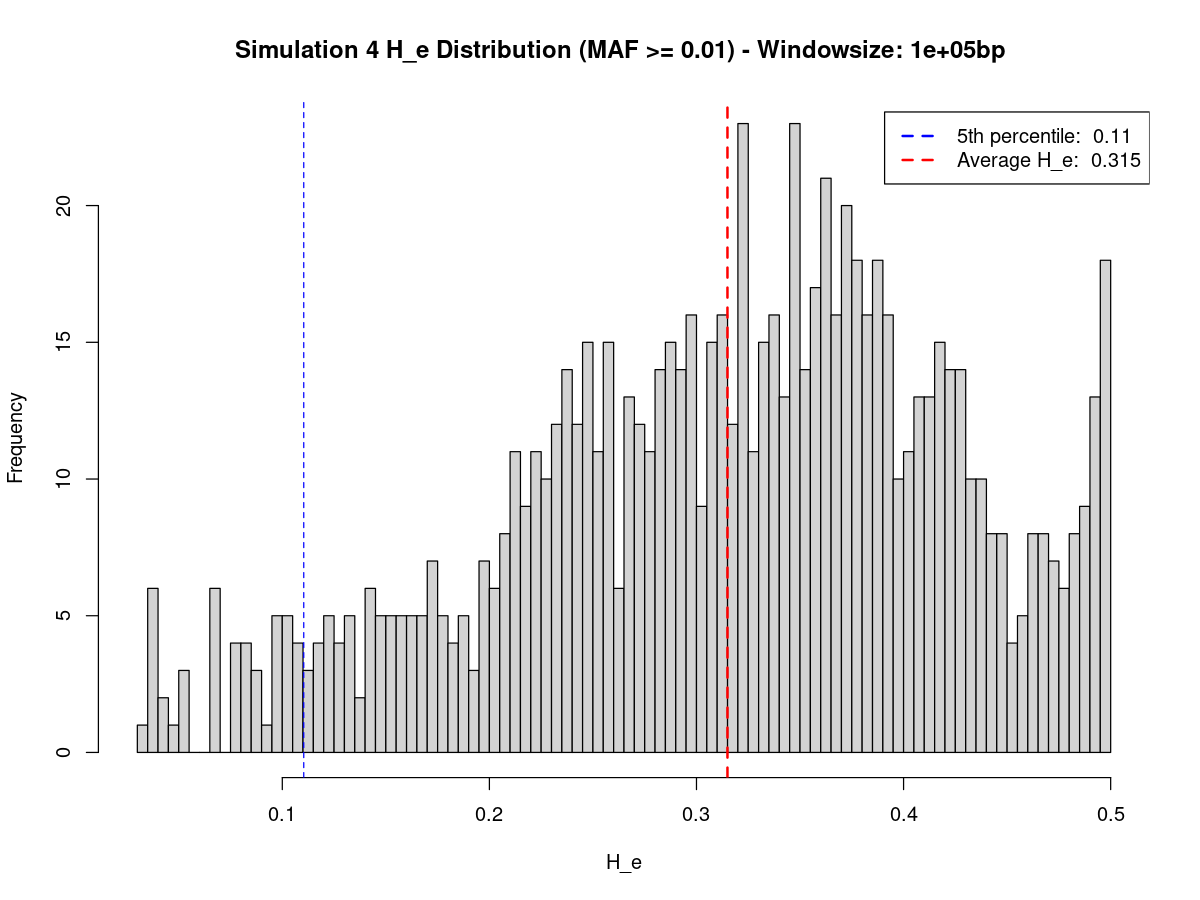 Simulation 4 H_e Distribution (MAF >= 0.01) - Windowsize: 1e+05bp
5th percentile:  0.11
Average H_e:  0.315
Frequency
20
15
10
5
0
0.1 0.2 0.3 0.4 0.5
H_e